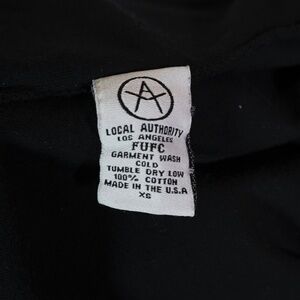 LOCAL AUTHORITY
LOS ANGELES
FUFC
GARMENT WASH
COLD
TUMBLE DRY LOW
100% COTTON
MADE IN THE U.S.A
XS